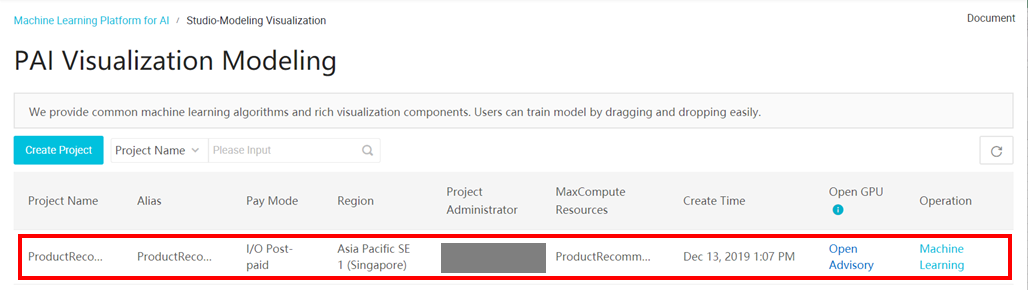 Machine Learning Platform for AI / Studio-Modeling Visualization
Document
PAI Visualization Modeling
We provide common machine learning algorithms and rich visualization components. Users can train model by dragging and dropping easily.
Create Project
Project Name
Please Input
Project Name
Alias
Pay Mode
Region
Project
Administrator
MaxCompute
Resources
Create Time
Open GPU
Operation
ProductReco...
ProductReco...
I/O Post-
paid
Asia Pacific SE
1 (Singapore)
ProductRecomm...
Dec 13, 2019 1:07 PM
Open
Advisory
Machine
Learning